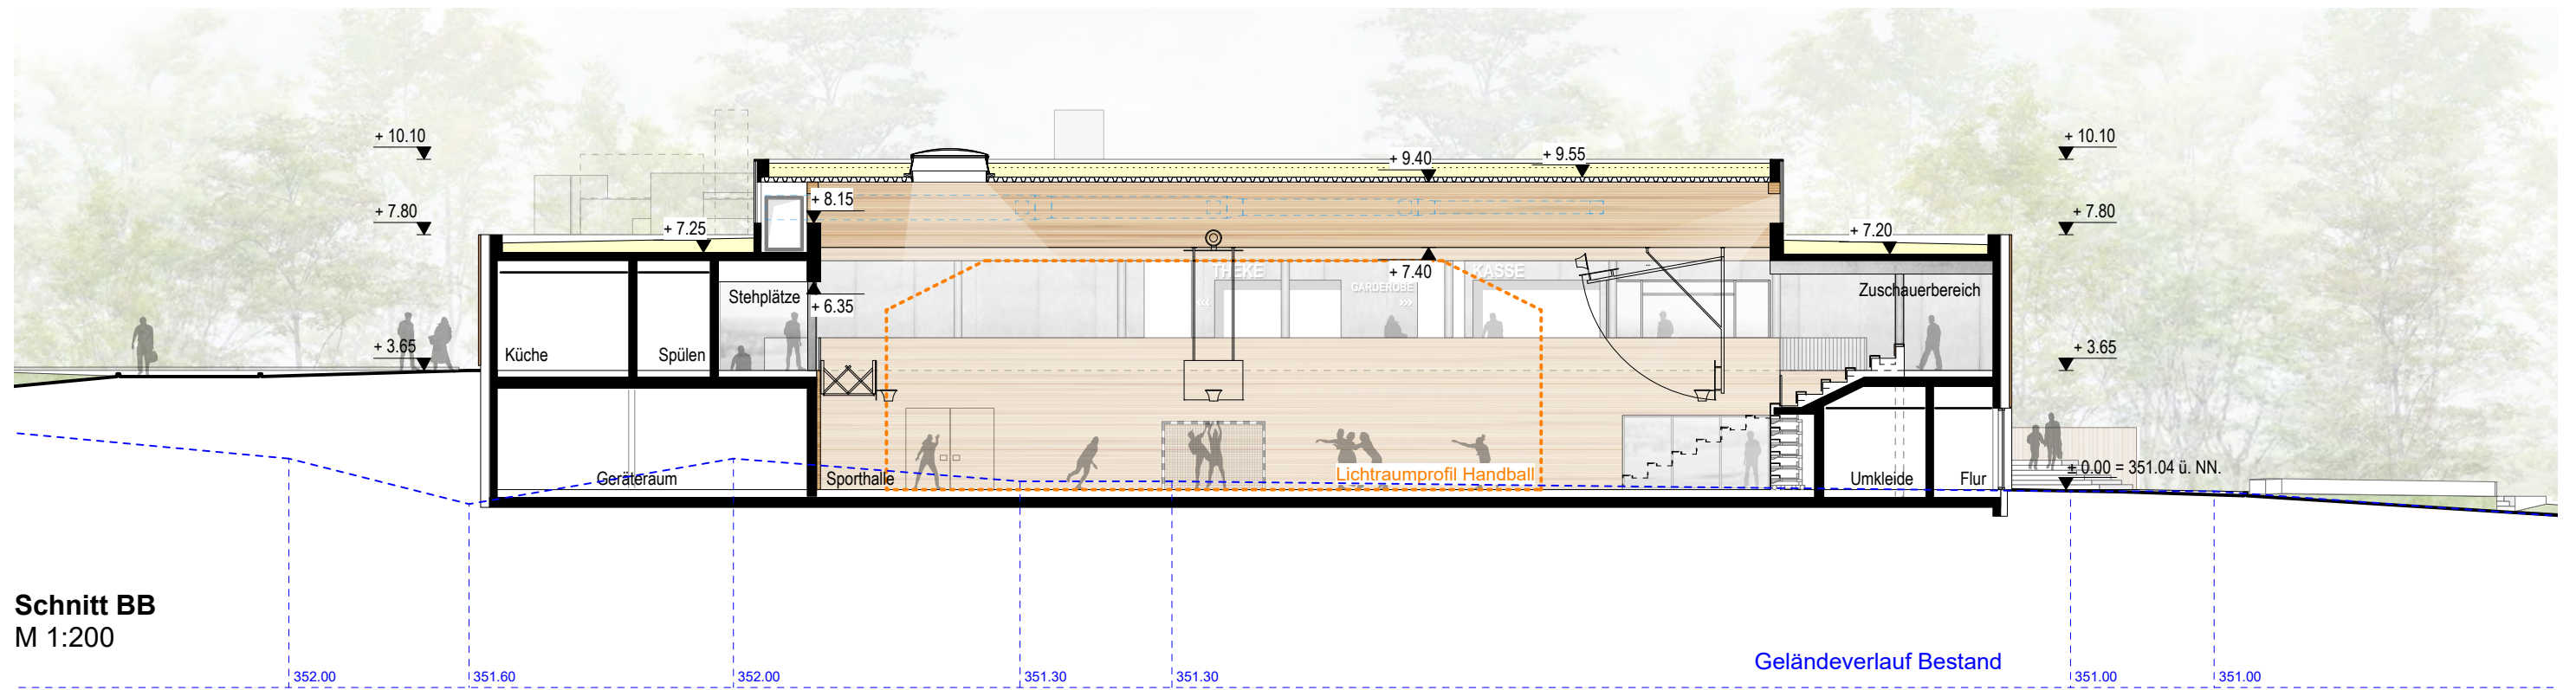 + 10.10
+ 10.10
+ 9.40
+ 9.55
+ 8.15
+ 7.80
+ 7.80
+ 7.25
+ 7.20
THEKE
+ 7.40
KASSE
GARDEROBE
‹‹‹
›››
Stehplätze
+ 6.35
Zuschauerbereich
Küche
Spülen
+ 3.65
+ 3.65
Geräteraum
Sporthalle
Lichtraumprofil Handball
Umkleide
Flur
± 0.00 = 351.04 ü. NN.
Schnitt BB
M 1:200
Geländeverlauf Bestand
352.00
351.60
352.00
351.30
351.30
351.00
351.00